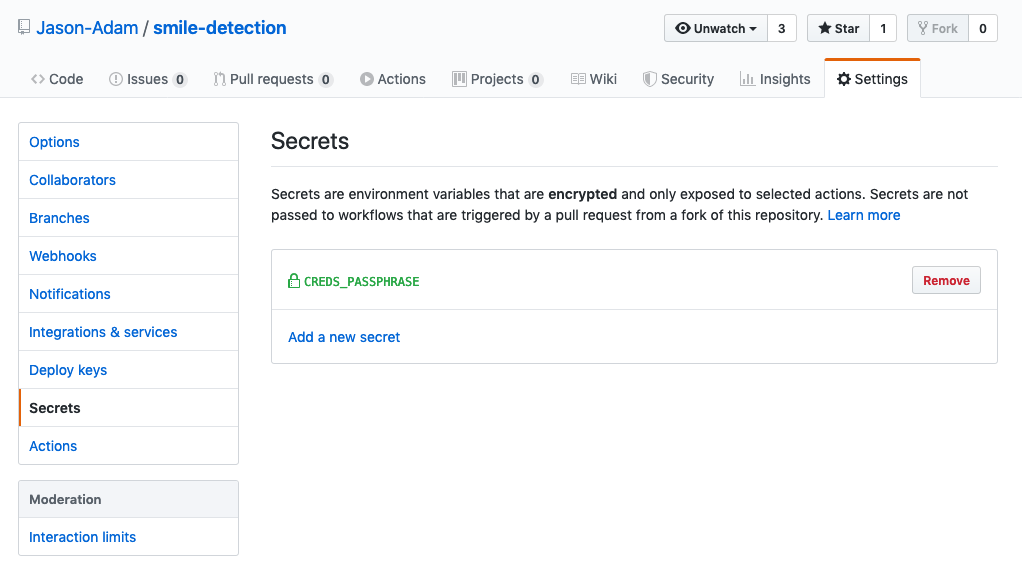 Jason-Adam / smile-detection
Unwatch 3 Star 1 Fork 0
Code Issues 0 Pull requests 0 Actions Projects 0 Wiki Security Insights Settings
Options
Collaborators
Branches
Webhooks
Notifications
Integrations & services
Deploy keys
Secrets
Actions
Moderation
Interaction limits
Secrets
Secrets are environment variables that are encrypted and only exposed to selected actions. Secrets are not
passed to workflows that are triggered by a pull request from a fork of this repository. Learn more
CREDS_PASSPHRASE Remove
Add a new secret